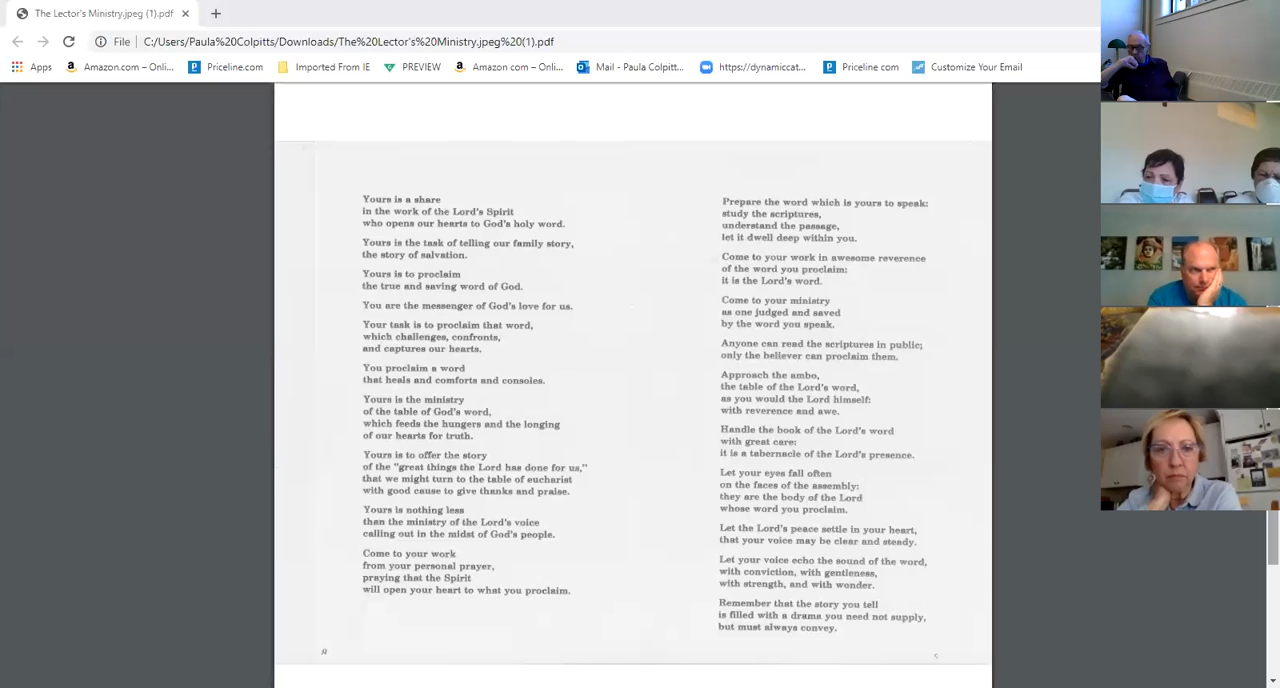 The Lector's Ministry.jpeg (1).pdf
File
C:/Users/Paula%20Colpitts/Downloads/The%20Lector's%20Ministry.jpeg%20(1).pdf
Apps
Amazon.com – Onli...
Priceline.com
Imported From IE
PREVIEW
Amazon com – Onli...
Mail - Paula Colpitt...
https://dynamiccat...
Priceline com
Customize Your Email
Yours is a share
in the work of the Lord's Spirit
who opens our hearts to God's holy word.
Yours is the task of telling our family story,
the story of salvation.
Yours is to proclaim
the true and saving word of God.
You are the messenger of God's love for us.
Your task is to proclaim that word,
which challenges, confronts,
and captures our hearts.
You proclaim a word
that heals and comforts and consoles.
Yours is the ministry
of the table of God's word,
which feeds the hungers and the longing
of our hearts for truth.
Yours is to offer the story
of the "great things the Lord has done for us,"
that we might turn to the table of eucharist
with good cause to give thanks and praise.
Yours is nothing less
than the ministry of the Lord's voice
calling out in the midst of God's people.
Come to your work
from your personal prayer,
praying that the Spirit
will open your heart to what you proclaim.
Prepare the word which is yours to speak:
study the scriptures,
understand the passage,
let it dwell deep within you.
Come to your work in awesome reverence
of the word you proclaim:
it is the Lord's word.
Come to your ministry
as one judged and saved
by the word you speak.
Anyone can read the scriptures in public;
only the believer can proclaim them.
Approach the ambo,
the table of the Lord's word,
as you would the Lord himself:
with reverence and awe.
Handle the book of the Lord's word
with great care:
it is a tabernacle of the Lord's presence.
Let your eyes fall often
on the faces of the assembly:
they are the body of the Lord
whose word you proclaim.
Let the Lord's peace settle in your heart,
that your voice may be clear and steady.
Let your voice echo the sound of the word,
with conviction, with gentleness,
with strength, and with wonder.
Remember that the story you tell
is filled with a drama you need not supply,
but must always convey.